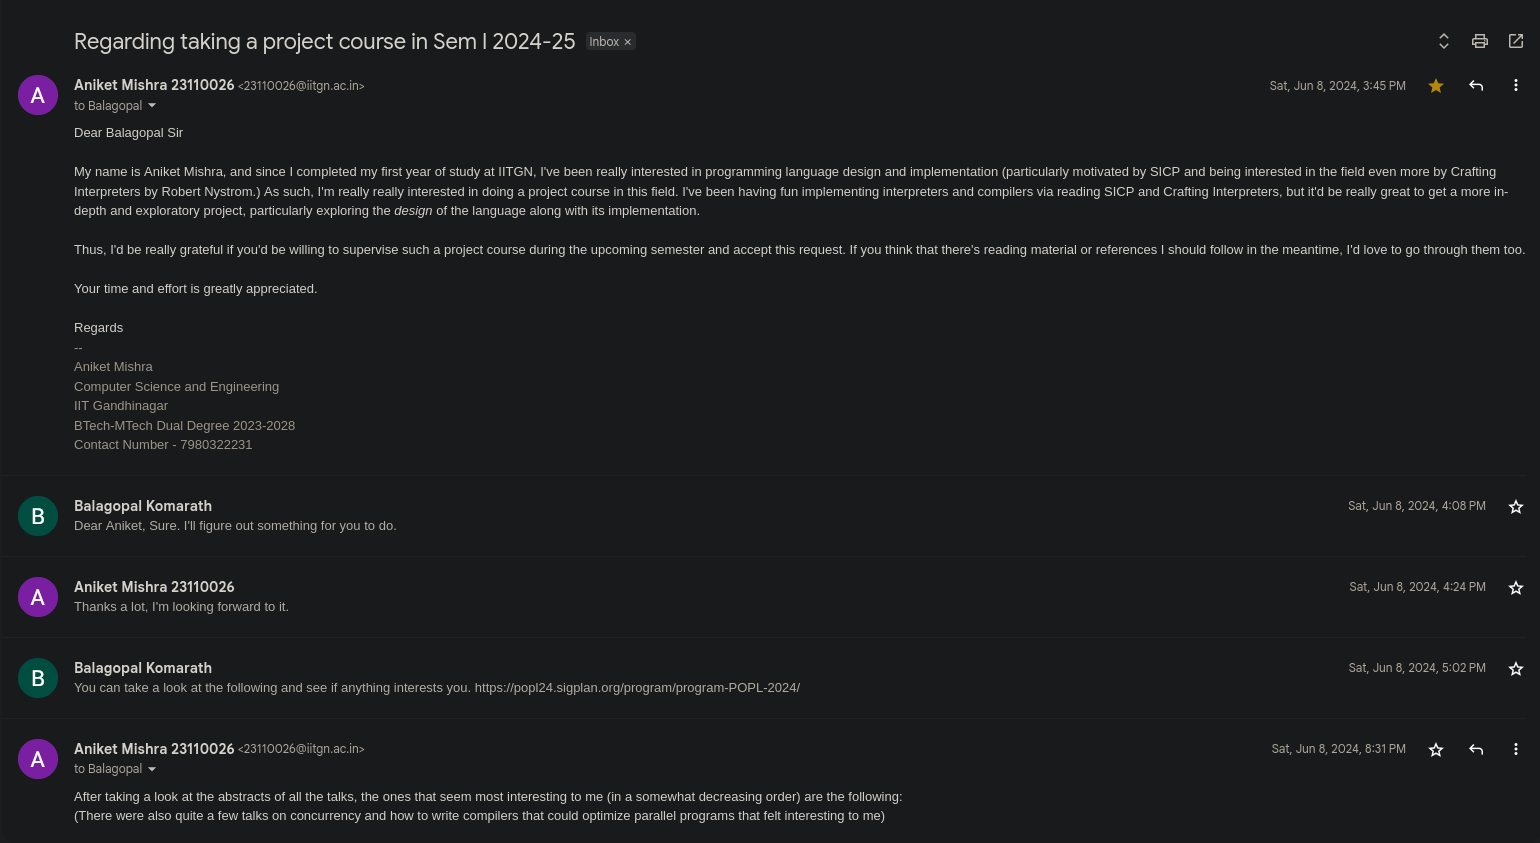 Regarding taking a project course in Sem I 2024-25 Inbox ×
A
Aniket Mishra 23110026 <23110026@iitgn.ac.in> Sat, Jun 8, 2024, 3:45 PM
to Balagopal
Dear Balagopal Sir
My name is Aniket Mishra, and since I completed my first year of study at IITGN, I've been really interested in programming language design and implementation (particularly motivated by SICP and being interested in the field even more by Crafting
Interpreters by Robert Nystrom.) As such, I'm really really interested in doing a project course in this field. I've been having fun implementing interpreters and compilers via reading SICP and Crafting Interpreters, but it'd be really great to get a more in-
depth and exploratory project, particularly exploring the design of the language along with its implementation.
Thus, I'd be really grateful if you'd be willing to supervise such a project course during the upcoming semester and accept this request. If you think that there's reading material or references I should follow in the meantime, I'd love to go through them too.
Your time and effort is greatly appreciated.
Regards
--
Aniket Mishra
Computer Science and Engineering
IIT Gandhinagar
BTech-MTech Dual Degree 2023-2028
Contact Number - 7980322231
B
Balagopal Komarath Sat, Jun 8, 2024, 4:08 PM
Dear Aniket, Sure. I'll figure out something for you to do.
A
Aniket Mishra 23110026 Sat, Jun 8, 2024, 4:24 PM
Thanks a lot, I'm looking forward to it.
B
Balagopal Komarath Sat, Jun 8, 2024, 5:02 PM
You can take a look at the following and see if anything interests you. https://popl24.sigplan.org/program/program-POPL-2024/
A
Aniket Mishra 23110026 <23110026@iitgn.ac.in> Sat, Jun 8, 2024, 8:31 PM
to Balagopal
After taking a look at the abstracts of all the talks, the ones that seem most interesting to me (in a somewhat decreasing order) are the following:
(There were also quite a few talks on concurrency and how to write compilers that could optimize parallel programs that felt interesting to me)